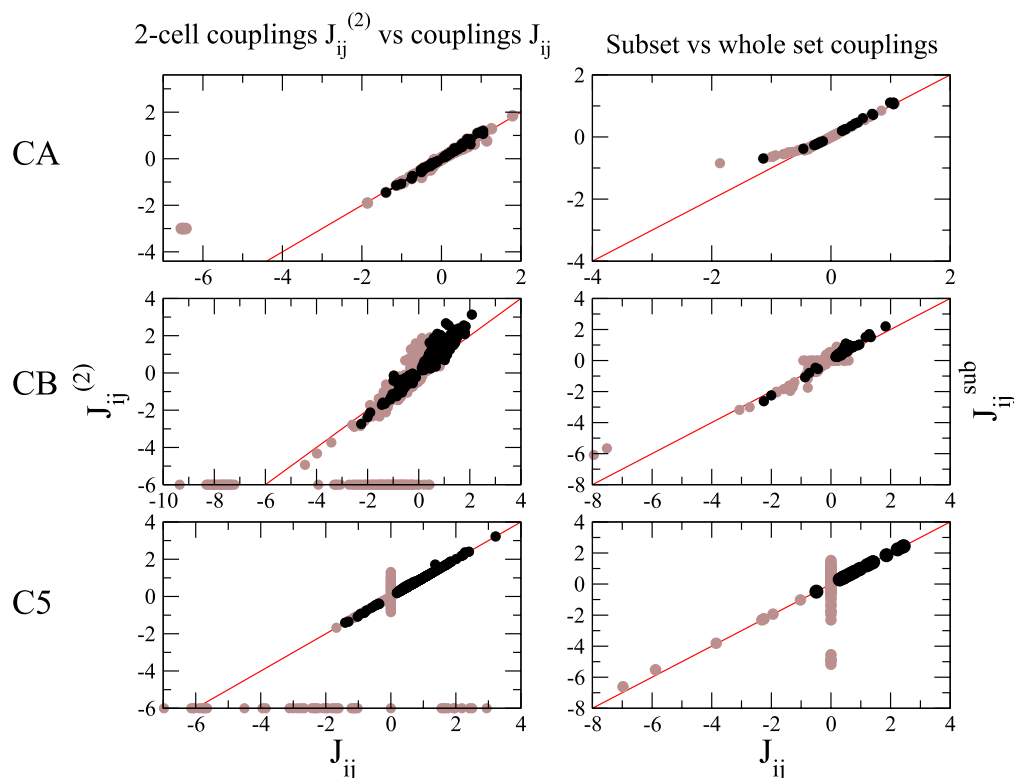 2-cell couplings J_ij^(2) vs couplings J_ij
Subset vs whole set couplings
CA
2
0
-2
-4
-6 -4 -2 0 2
2
0
-2
-4
-4 -2 0 2
CB
J_ij^(2)
4
2
0
-2
-4
-6
-10 -8 -6 -4 -2 0 2 4
4
2
0
-2
-4
-6
-8
-8 -6 -4 -2 0 2 4
J_ij^sub
C5
4
2
0
-2
-4
-6
-6 -4 -2 0 2 4
J_ij
4
2
0
-2
-4
-6
-8
-8 -6 -4 -2 0 2 4
J_ij